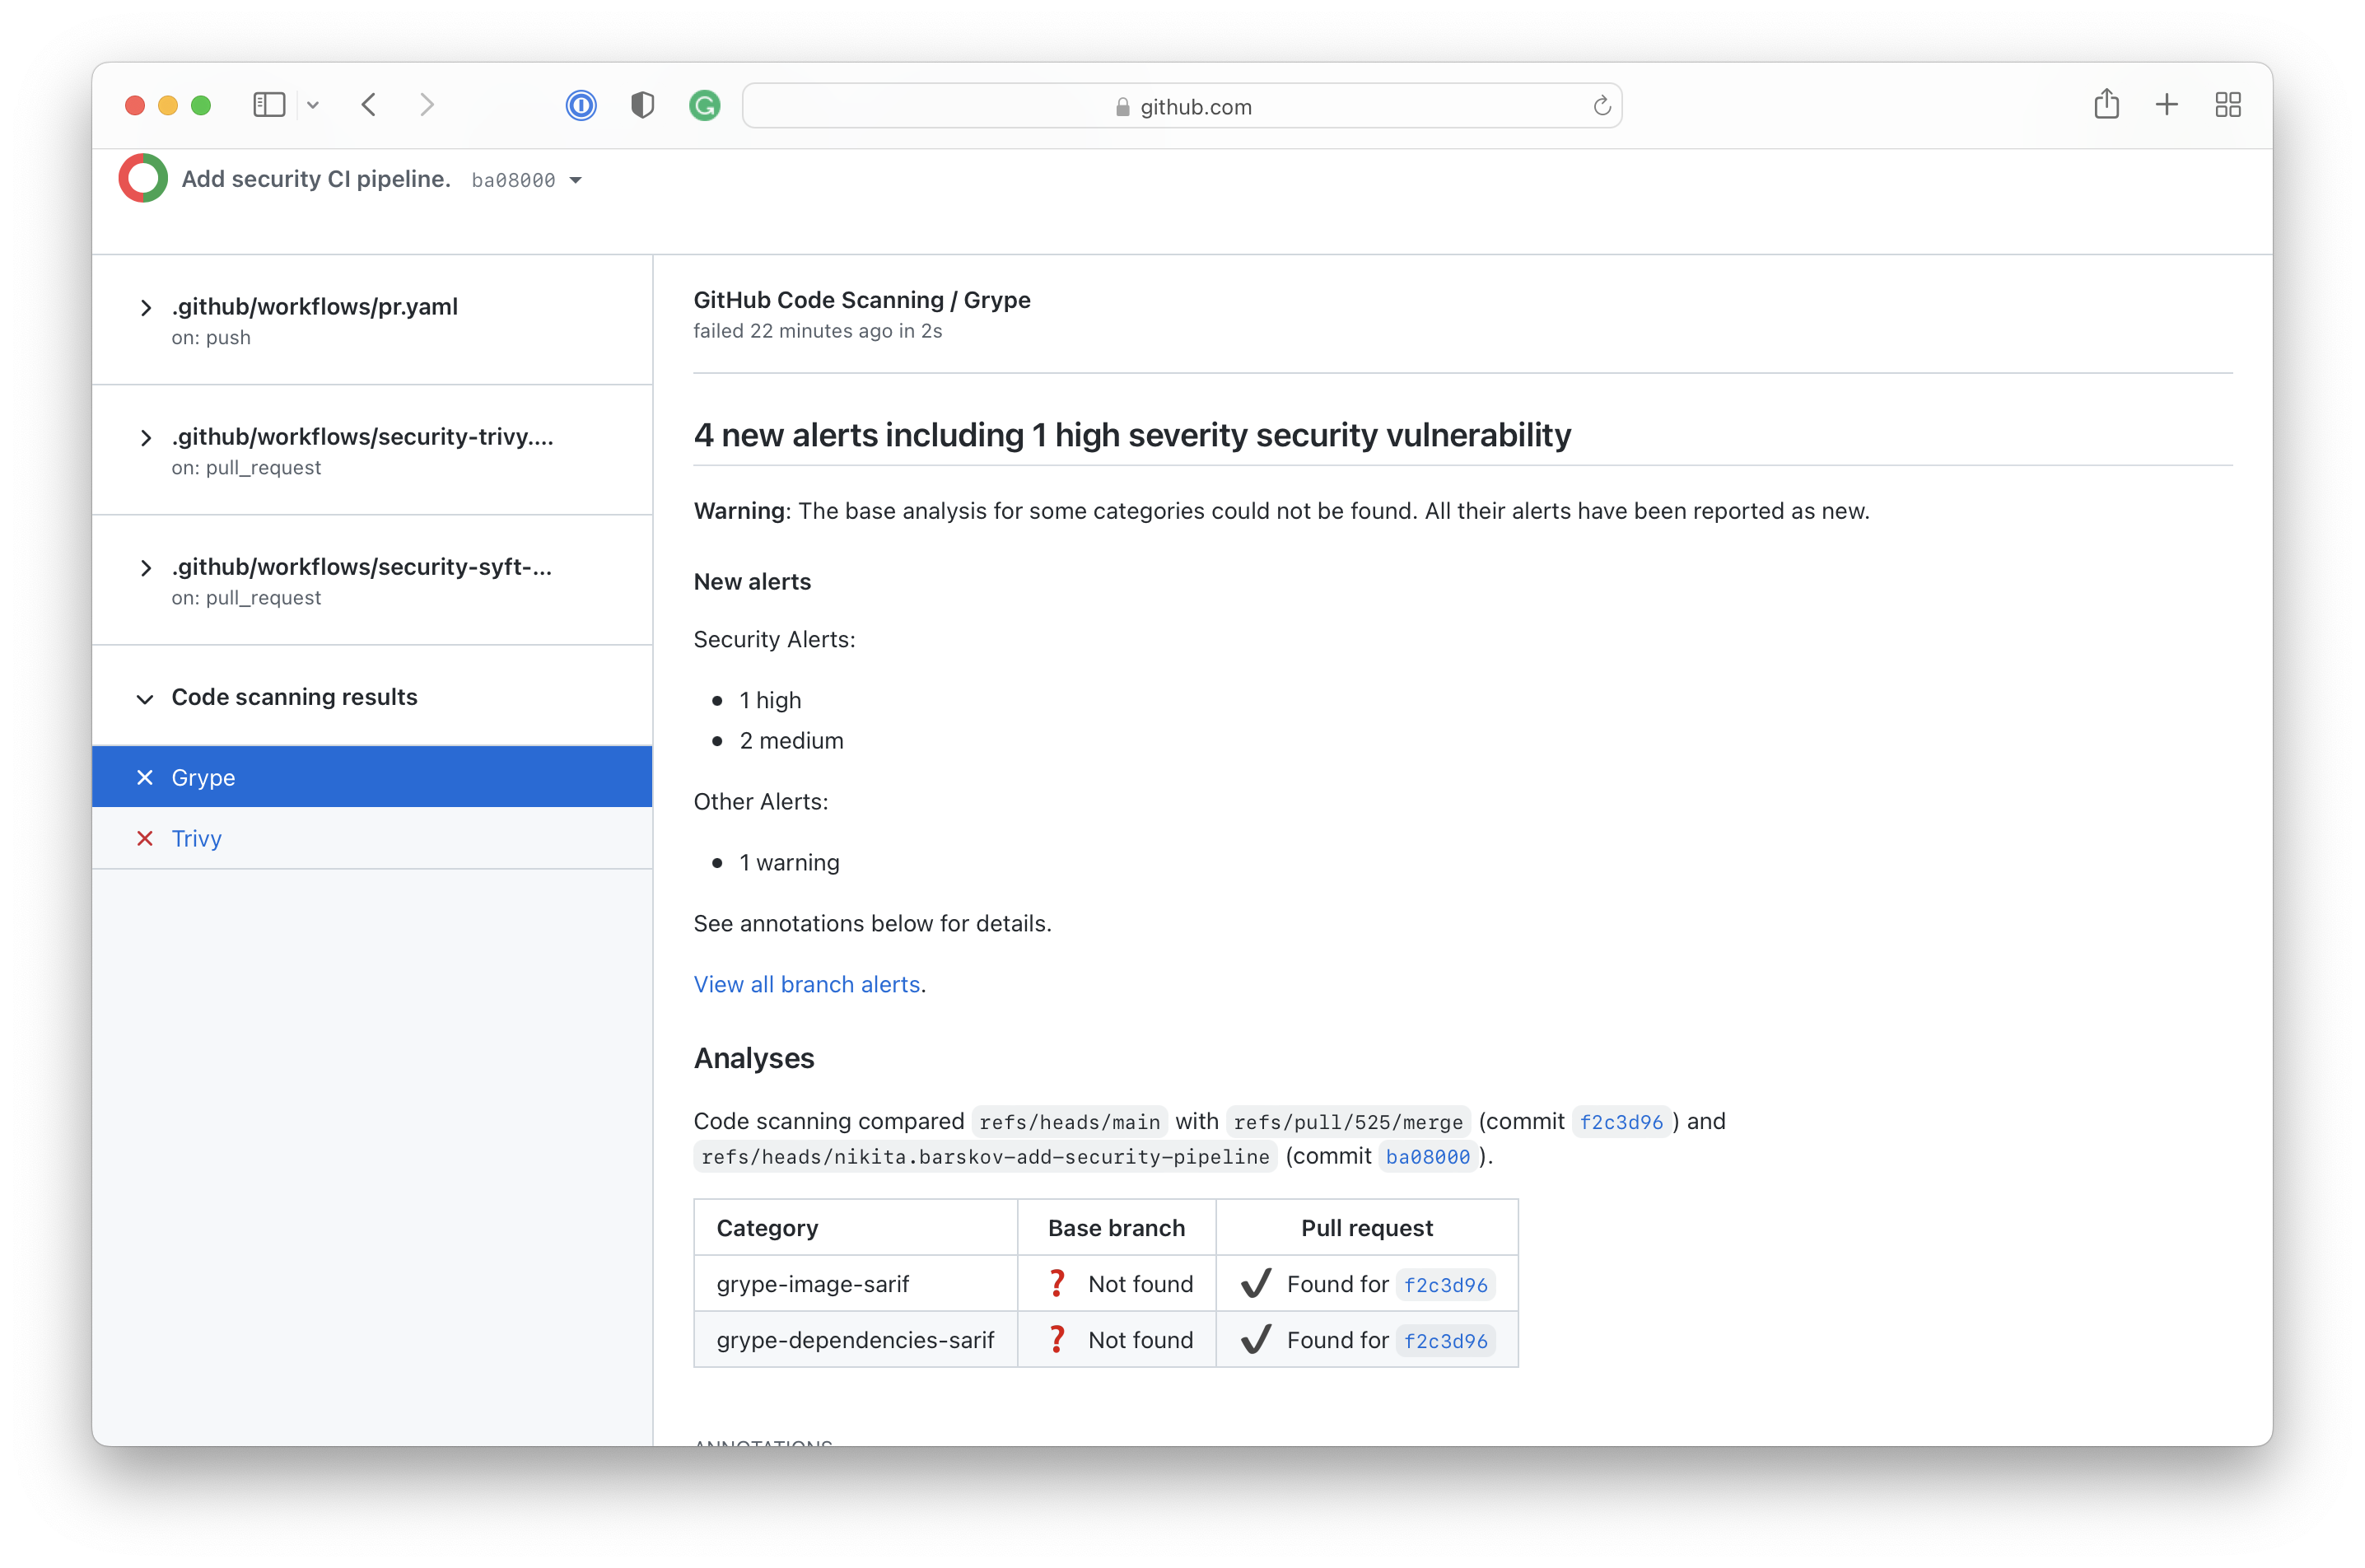 github.com
Add security CI pipeline. ba08000
.github/workflows/pr.yaml
on: push
.github/workflows/security-trivy....
on: pull_request
.github/workflows/security-syft-...
on: pull_request
Code scanning results
Grype
Trivy
GitHub Code Scanning / Grype
failed 22 minutes ago in 2s
4 new alerts including 1 high severity security vulnerability
Warning: The base analysis for some categories could not be found. All their alerts have been reported as new.
New alerts
Security Alerts:
1 high
2 medium
Other Alerts:
1 warning
See annotations below for details.
View all branch alerts.
Analyses
Code scanning compared refs/heads/main with refs/pull/525/merge (commit f2c3d96) and
refs/heads/nikita.barskov-add-security-pipeline (commit ba08000).
Category Base branch Pull request
grype-image-sarif ❓ Not found ✔ Found for f2c3d96
grype-dependencies-sarif ❓ Not found ✔ Found for f2c3d96
ANNOTATIONS